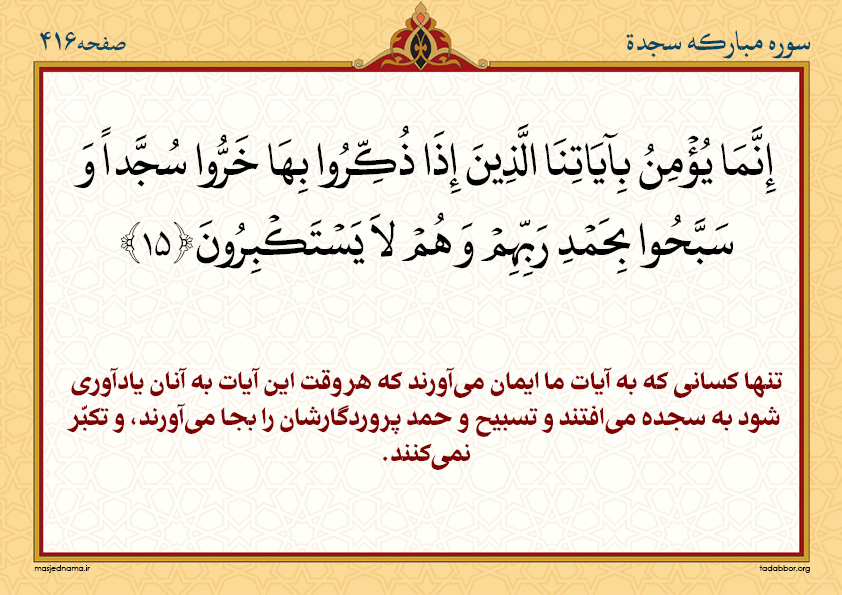 سوره مبارکه سجدة
صفحه۴۱۶
إِنَّمَا يُؤْمِنُ بِآيَاتِنَا الَّذِينَ إِذَا ذُكِّرُوا بِهَا خَرُّوا سُجَّداً وَ
سَبَّحُوا بِحَمْدِ رَبِّهِمْ وَ هُمْ لاَ يَسْتَكْبِرُونَ ﴿۱۵﴾
تنها کسانی که به آیات ما ایمان می‌آورند که هروقت این آیات به آنان یادآوری
شود به سجده می‌افتند و تسبیح و حمد پروردگارشان را بجا می‌آورند، و تکبّر
نمی‌کنند.
masjednama.ir
tadabbor.org